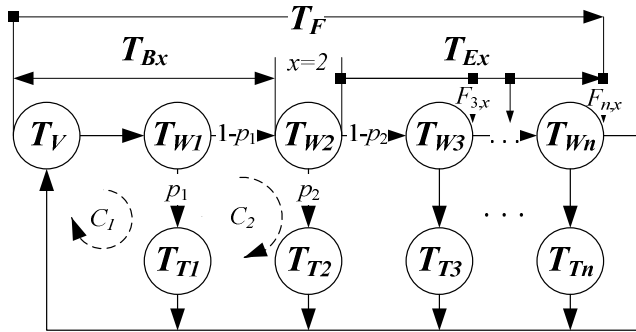 T_F
T_Bx x=2 T_Ex
F_3,x F_n,x
T_V T_W1 1-p_1 T_W2 1-p_2 T_W3 . . . T_Wn
C_1 p_1 C_2 p_2 . . .
T_T1 T_T2 T_T3 T_Tn